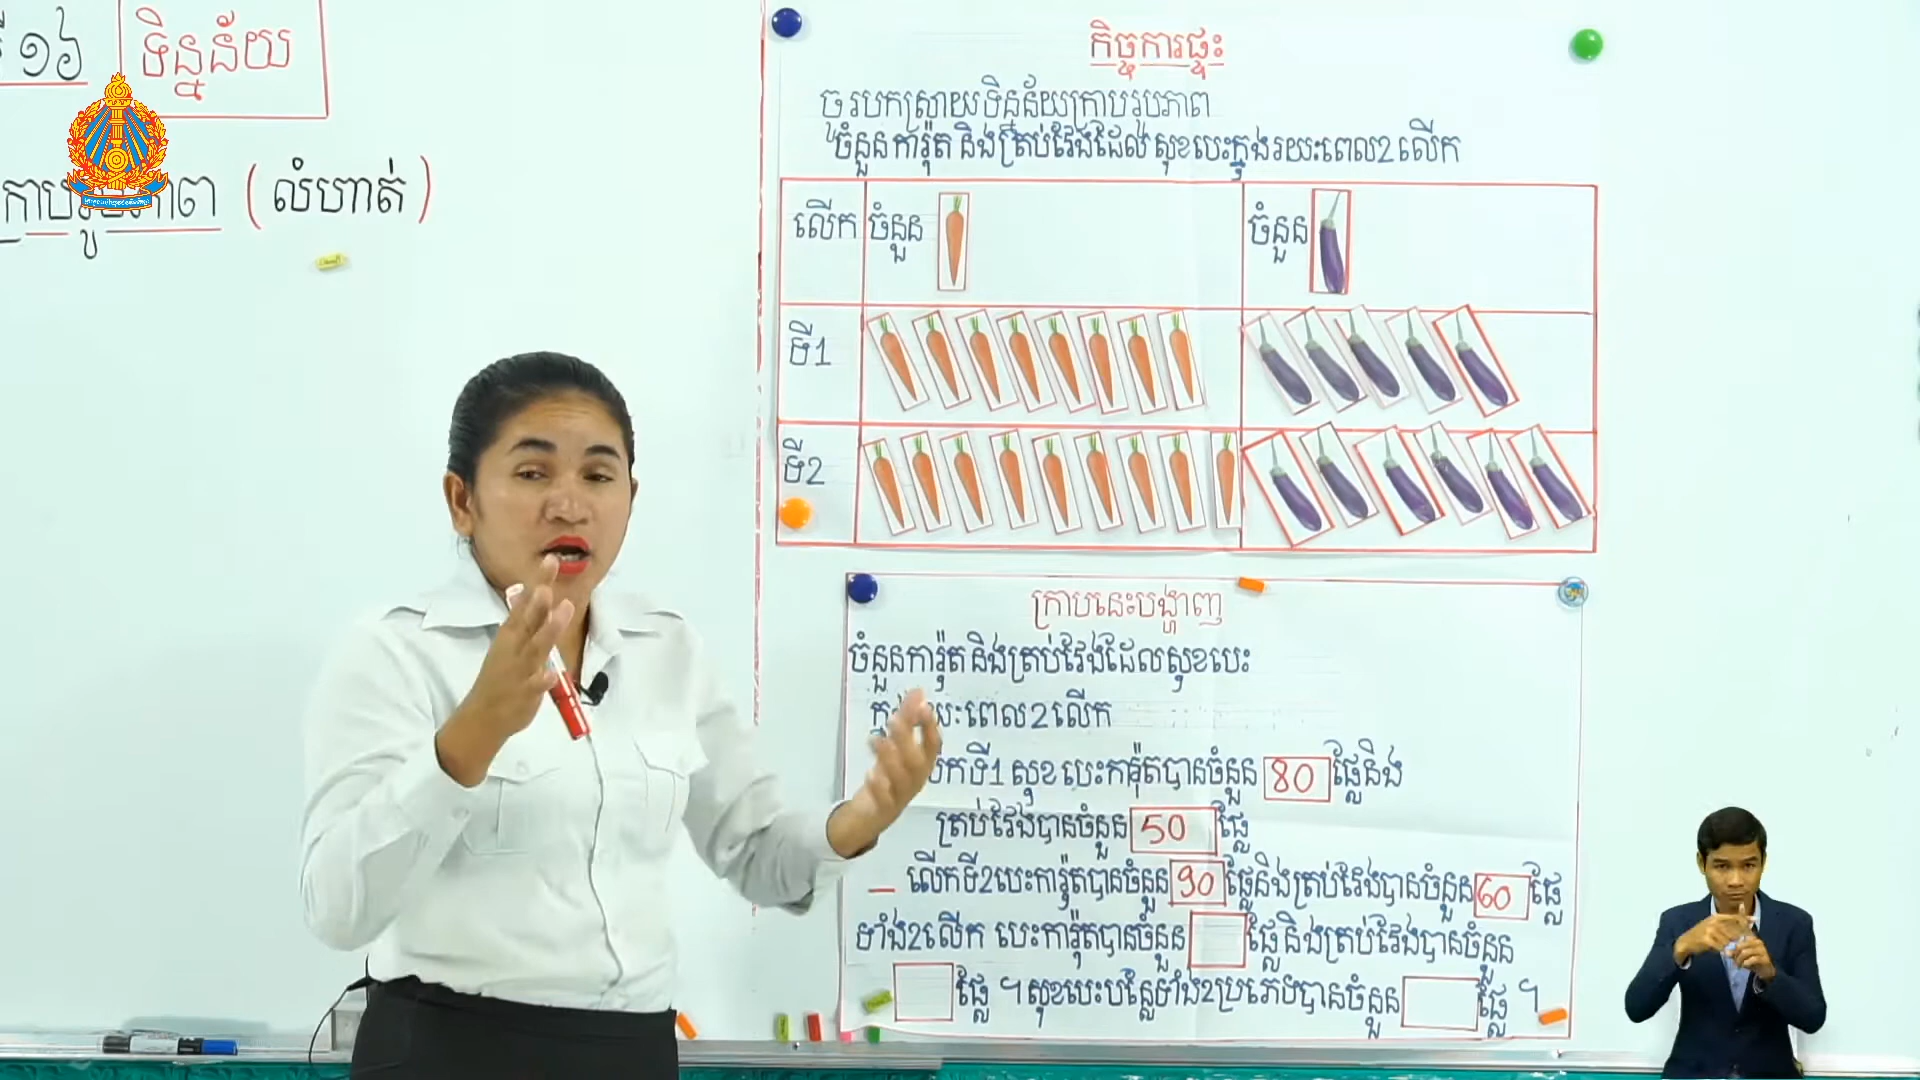 ១៦
ទិន្នន័យ
ក្រាបរូបភាព (លំហាត់)
កិច្ចការផ្ទះ
ចូរបកស្រាយទិន្នន័យក្រាបរូបភាព
ចំនួនការ៉ុត និងត្រប់វែងដែលសុខបេះក្នុងរយៈពេល2លើក
លើក ចំនួន ចំនួន
ទី1
ទី2
ក្រាបនេះបង្ហាញ
ចំនួនការ៉ុតនិងត្រប់វែងដែលសុខបេះ
រយៈពេល2លើក
ទី1 សុខបេះការ៉ុតបានចំនួន 80 ផ្លែនិង
ត្រប់វែងបានចំនួន 50 ផ្លែ
_ លើកទី2បេះការ៉ុតបានចំនួន 90 ផ្លែនិងត្រប់វែងបានចំនួន 60 ផ្លែ
ទាំង2លើក បេះការ៉ុតបានចំនួន ផ្លែនិងត្រប់វែងបានចំនួន
ផ្លែ ។ សុខបេះបន្លែទាំង2ប្រភេទបានចំនួន ផ្លែ ។